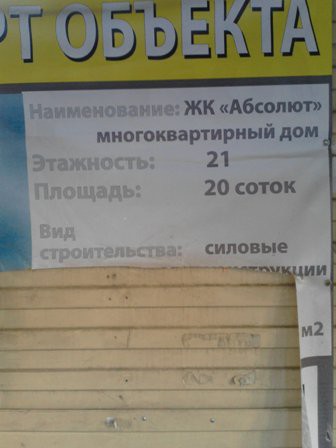 РТ ОБЪЕКТА
Наименование: ЖК «Абсолют»
многоквартирный дом
Этажность: 21
Площадь: 20 соток
Вид
строительства: силовые
м2